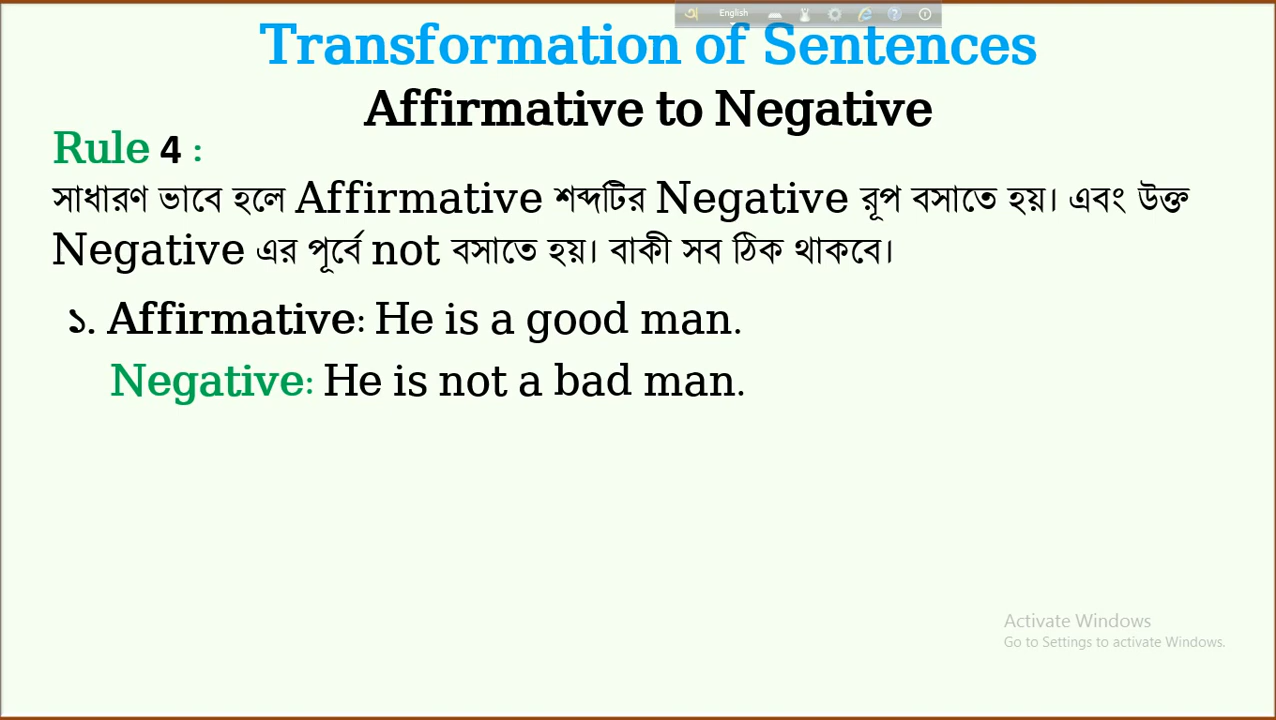 English
Transformation of Sentences
Affirmative to Negative
Rule 4 :
সাধারণ ভাবে হলে Affirmative শব্দটির Negative রূপ বসাতে হয়। এবং উক্ত
Negative এর পূর্বে not বসাতে হয়। বাকী সব ঠিক থাকবে।
১. Affirmative: He is a good man.
Negative: He is not a bad man.
Activate Windows
Go to Settings to activate Windows.